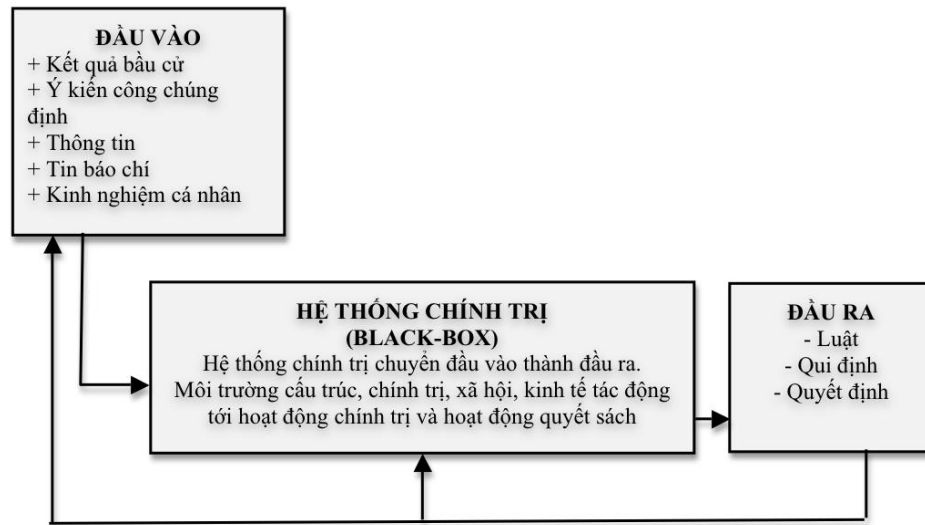 ĐẦU VÀO
+ Kết quả bầu cử
+ Ý kiến công chúng
định
+ Thông tin
+ Tin báo chí
+ Kinh nghiệm cá nhân
HỆ THỐNG CHÍNH TRỊ
(BLACK-BOX)
Hệ thống chính trị chuyển đầu vào thành đầu ra.
Môi trường cấu trúc, chính trị, xã hội, kinh tế tác động
tới hoạt động chính trị và hoạt động quyết sách
ĐẦU RA
- Luật
- Qui định
- Quyết định